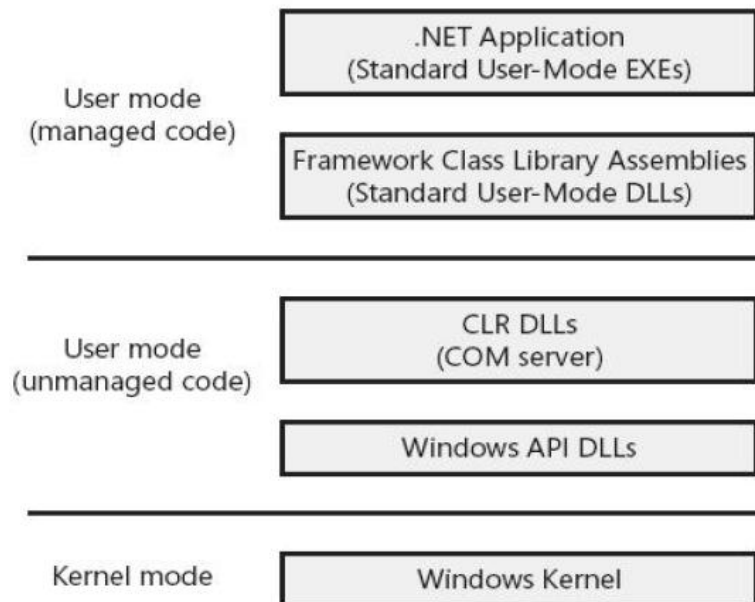 .NET Application
(Standard User-Mode EXEs)
User mode
(managed code)
Framework Class Library Assemblies
(Standard User-Mode DLLs)
CLR DLLs
(COM server)
User mode
(unmanaged code)
Windows API DLLs
Kernel mode
Windows Kernel